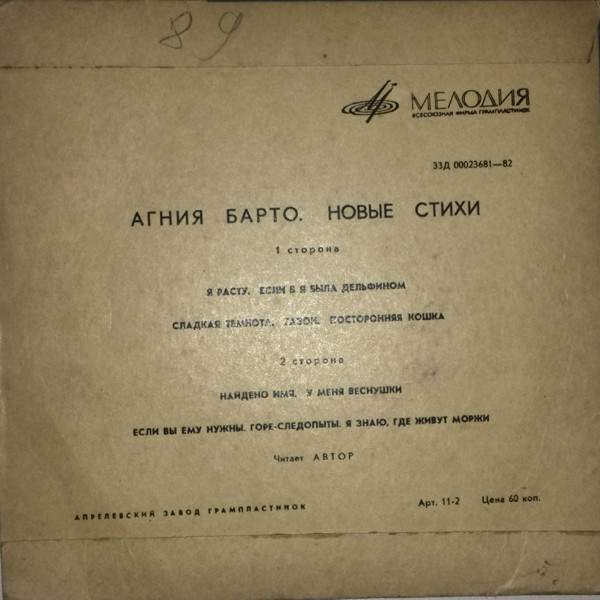 89
МЕЛОДИЯ
ВСЕСОЮЗНАЯ ФИРМА ГРАМПЛАСТИНОК
33Д 00023681—82
АГНИЯ БАРТО. НОВЫЕ СТИХИ
1 сторона
Я РАСТУ. ЕСЛИ Б Я БЫЛА ДЕЛЬФИНОМ
СЛАДКАЯ ТЕМНОТА. ГАЗОН. ПОСТОРОННЯЯ КОШКА
2 сторона
НАЙДЕНО ИМЯ. У МЕНЯ ВЕСНУШКИ
ЕСЛИ ВЫ ЕМУ НУЖНЫ. ГОРЕ-СЛЕДОПЫТЫ. Я ЗНАЮ, ГДЕ ЖИВУТ МОРЖИ
Читает АВТОР
АПРЕЛЕВСКИЙ ЗАВОД ГРАМПЛАСТИНОК
Арт. 11-2 Цена 60 коп.